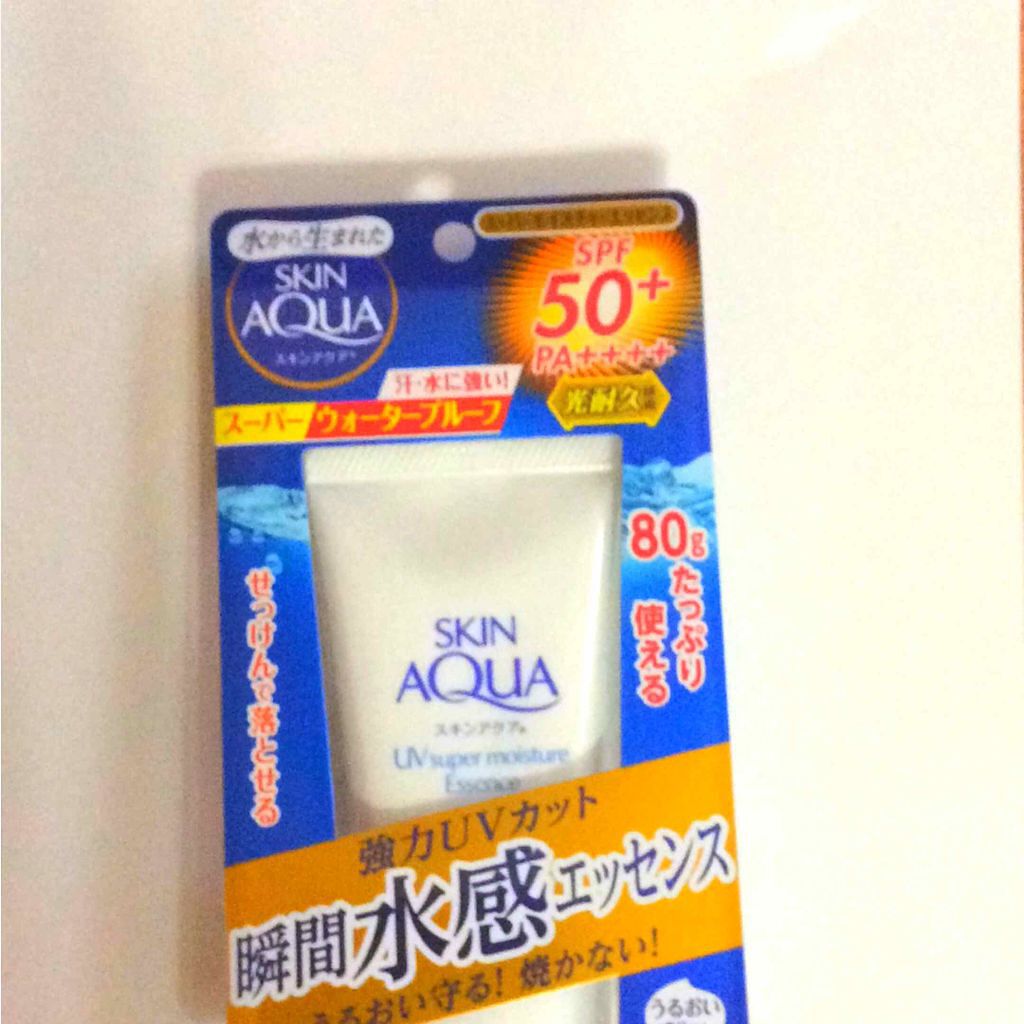 水から生まれた
SKIN
AQUA
スキンアクア®
SPF
50+
PA++++
光耐久
汗・水に強い!
スーパーウォータープルーフ
80g
たっぷり
使える
せっけんで落とせる
SKIN
AQUA
スキンアクア®
UV super moisture
Essence
強力UVカット
瞬間水感エッセンス
うるおい守る!焼かない!
うるおい